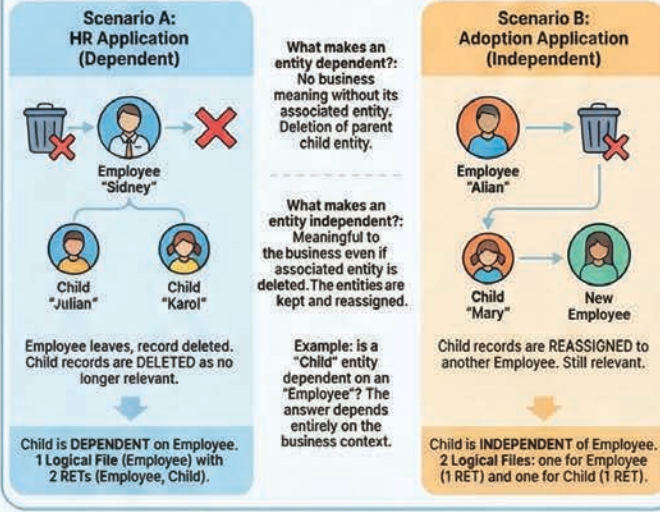 Scenario A:
HR Application
(Dependent)
Employee
"Sidney"
Child
"Julian"
Child
"Karol"
Employee leaves, record deleted.
Child records are DELETED as no
longer relevant.
Child is DEPENDENT on Employee.
1 Logical File (Employee) with
2 RETs (Employee, Child).
What makes an
entity dependent?:
No business
meaning without its
associated entity.
Deletion of parent
child entity.
What makes an
entity independent?:
Meaningful to
the business even if
associated entity is
deleted. The entities are
kept and reassigned.
Example: is a
"Child" entity
dependent on an
"Employee"? The
answer depends
entirely on the
business context.
Scenario B:
Adoption Application
(Independent)
Employee
"Alian"
Child
"Mary"
New
Employee
Child records are REASSIGNED to
another Employee. Still relevant.
Child is INDEPENDENT of Employee.
2 Logical Files: one for Employee
(1 RET) and one for Child (1 RET).